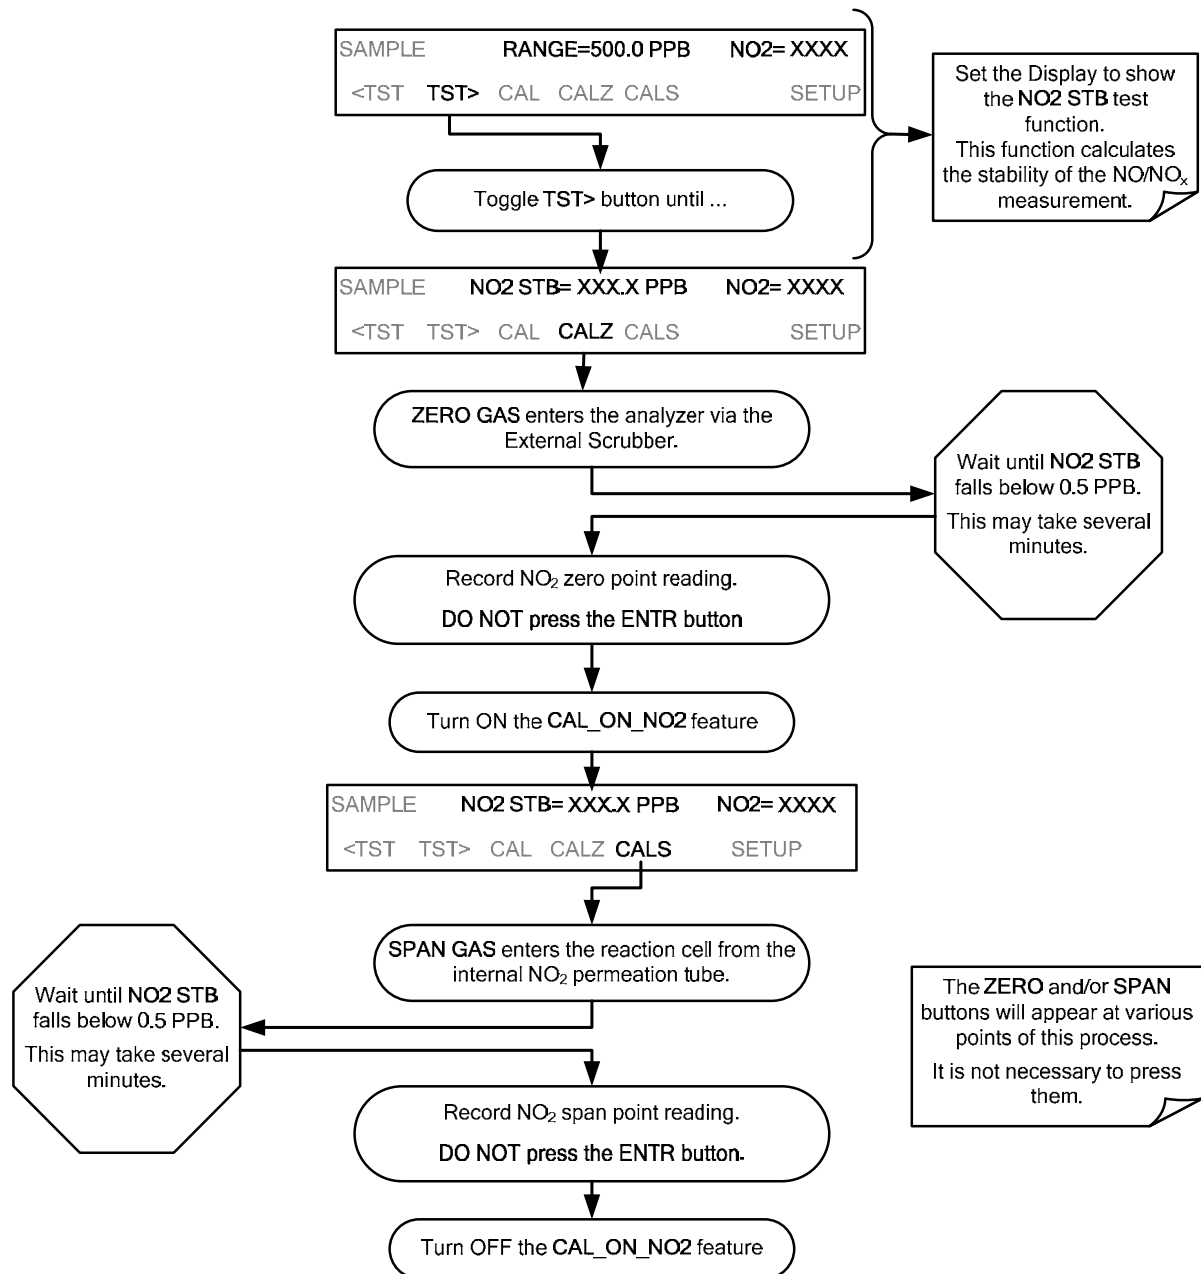 SAMPLE RANGE=500.0 PPB NO2= XXXX
<TST TST> CAL CALZ CALS SETUP
Set the Display to show
the NO2 STB test
function.
This function calculates
the stability of the NO/NOₓ
measurement.
Toggle TST> button until ...
SAMPLE NO2 STB= XXX.X PPB NO2= XXXX
<TST TST> CAL CALZ CALS SETUP
ZERO GAS enters the analyzer via the
External Scrubber.
Wait until NO2 STB
falls below 0.5 PPB.
This may take several
minutes.
Record NO₂ zero point reading.
DO NOT press the ENTR button
Turn ON the CAL_ON_NO2 feature
SAMPLE NO2 STB= XXX.X PPB NO2= XXXX
<TST TST> CAL CALZ CALS SETUP
SPAN GAS enters the reaction cell from the
internal NO₂ permeation tube.
Wait until NO2 STB
falls below 0.5 PPB.
This may take several
minutes.
The ZERO and/or SPAN
buttons will appear at various
points of this process.
It is not necessary to press
them.
Record NO₂ span point reading.
DO NOT press the ENTR button.
Turn OFF the CAL_ON_NO2 feature